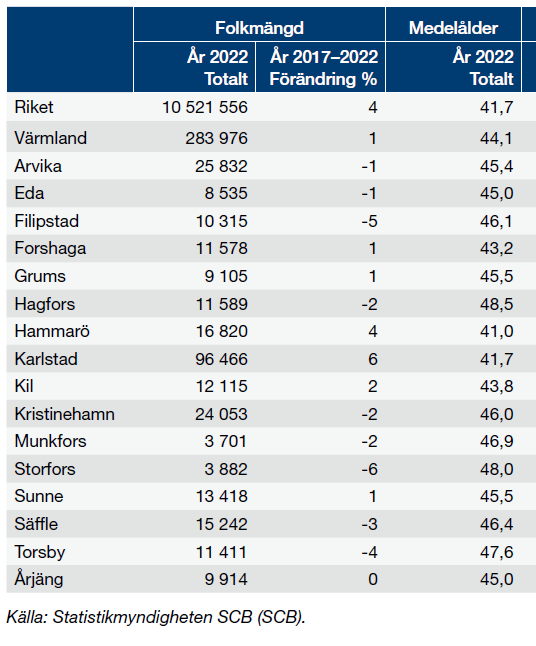 Folkmängd Medelålder
År 2022 År 2017–2022 År 2022
Totalt Förändring % Totalt
Riket 10 521 556 4 41,7
Värmland 283 976 1 44,1
Arvika 25 832 -1 45,4
Eda 8 535 -1 45,0
Filipstad 10 315 -5 46,1
Forshaga 11 578 1 43,2
Grums 9 105 1 45,5
Hagfors 11 589 -2 48,5
Hammarö 16 820 4 41,0
Karlstad 96 466 6 41,7
Kil 12 115 2 43,8
Kristinehamn 24 053 -2 46,0
Munkfors 3 701 -2 46,9
Storfors 3 882 -6 48,0
Sunne 13 418 1 45,5
Säffle 15 242 -3 46,4
Torsby 11 411 -4 47,6
Årjäng 9 914 0 45,0
Källa: Statistikmyndigheten SCB (SCB).